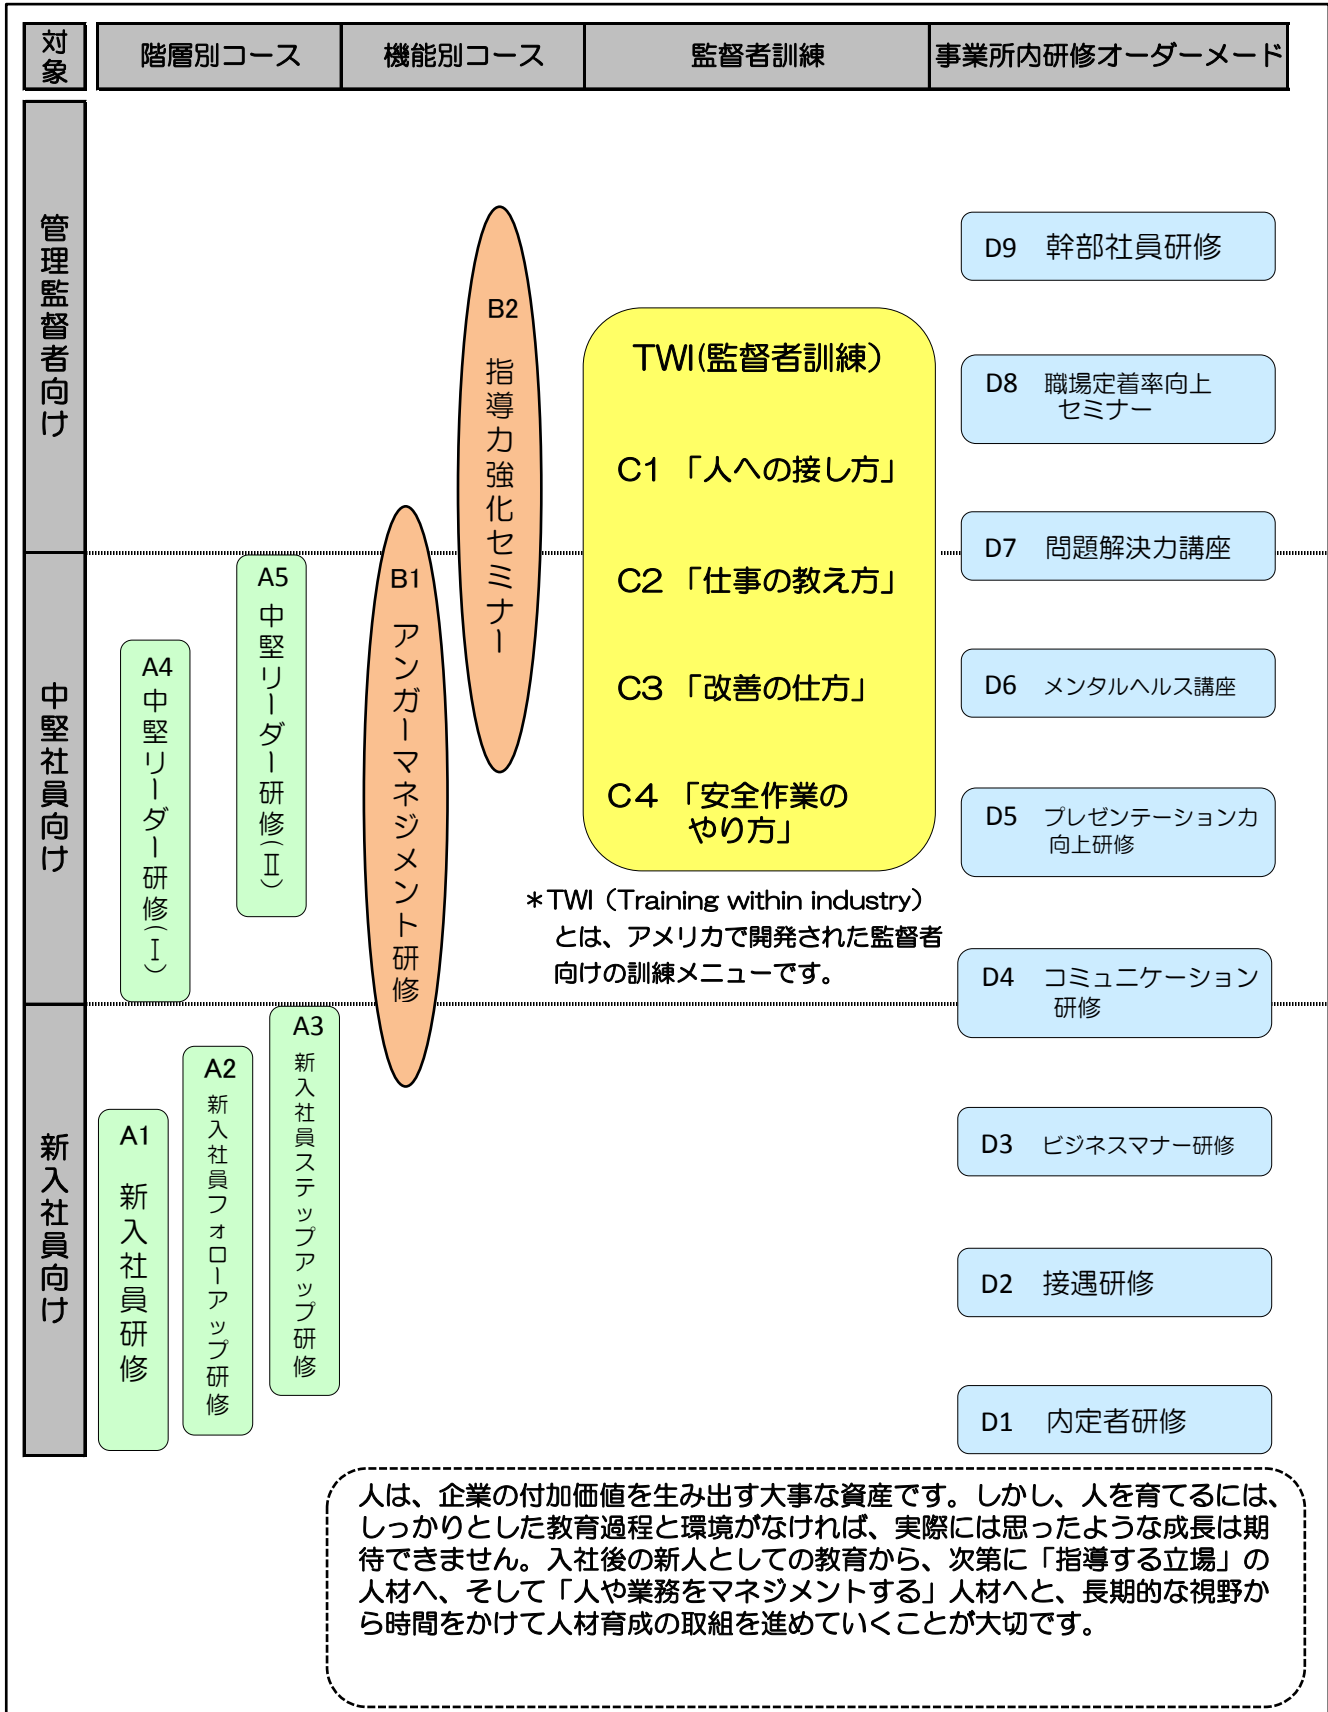 対象
階層別コース
機能別コース
監督者訓練
事業所内研修オーダーメード
管理監督者向け
中堅社員向け
新入社員向け
A1 新入社員研修
A2 新入社員フォローアップ研修
A3 新入社員ステップアップ研修
A4 中堅リーダー研修(Ⅰ)
A5 中堅リーダー研修(Ⅱ)
B1 アンガーマネジメント研修
B2 指導力強化セミナー
TWI(監督者訓練)
C1 「人への接し方」
C2 「仕事の教え方」
C3 「改善の仕方」
C4 「安全作業の
やり方」
*TWI(Training within industry)
とは、アメリカで開発された監督者
向けの訓練メニューです。
D9 幹部社員研修
D8 職場定着率向上
セミナー
D7 問題解決力講座
D6 メンタルヘルス講座
D5 プレゼンテーション力
向上研修
D4 コミュニケーション
研修
D3 ビジネスマナー研修
D2 接遇研修
D1 内定者研修
人は、企業の付加価値を生み出す大事な資産です。しかし、人を育てるには、
しっかりとした教育過程と環境がなければ、実際には思ったような成長は期
待できません。入社後の新人としての教育から、次第に「指導する立場」の
人材へ、そして「人や業務をマネジメントする」人材へと、長期的な視野か
ら時間をかけて人材育成の取組を進めていくことが大切です。